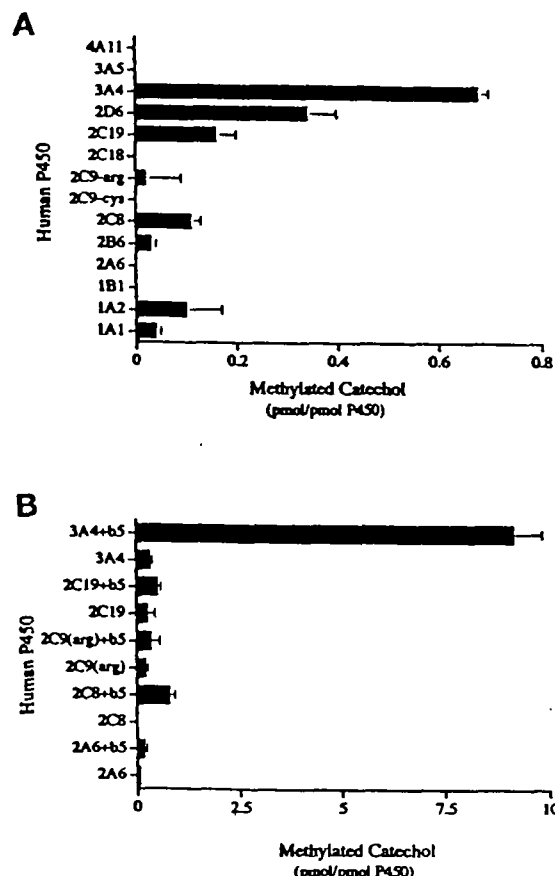 A
4A11
3A5
3A4
2D6
2C19
2C18
2C9-arg
2C9-cys
2C8
2B6
2A6
1B1
1A2
1A1
Human P450
0 0.2 0.4 0.6 0.8
Methylated Catechol
(pmol/pmol P450)
B
3A4+b5
3A4
2C19+b5
2C19
2C9(arg)+b5
2C9(arg)
2C8+b5
2C8
2A6+b5
2A6
Human P450
0 2.5 5 7.5 10
Methylated Catechol
(pmol/pmol P450)